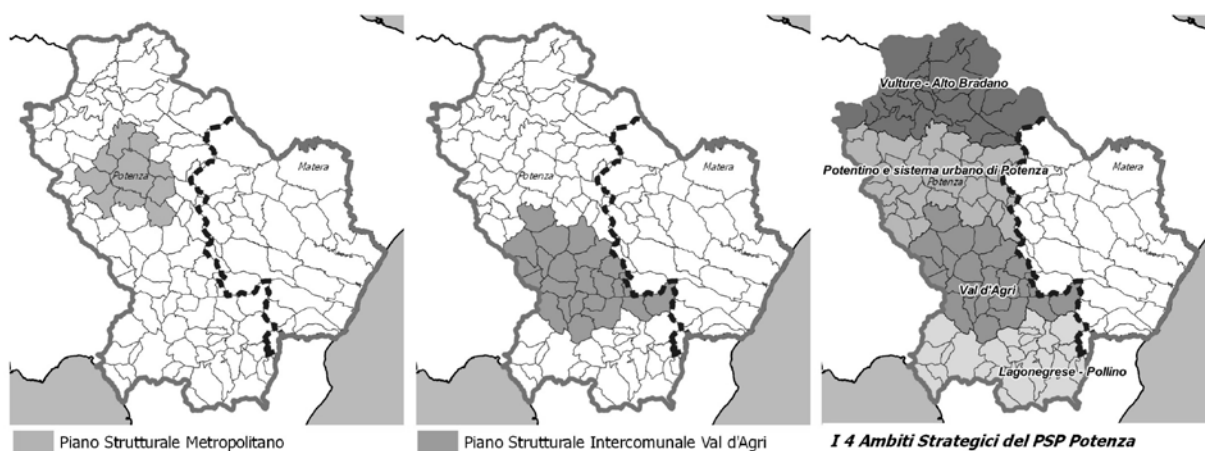 Potenza
Matera
Piano Strutturale Metropolitano
Potenza
Matera
Piano Strutturale Intercomunale Val d'Agri
Vulture - Alto Bradano
Matera
Potentino e sistema urbano di Potenza
Potenza
Val d'Agri
Lagonegrese - Pollino
I 4 Ambiti Strategici del PSP Potenza